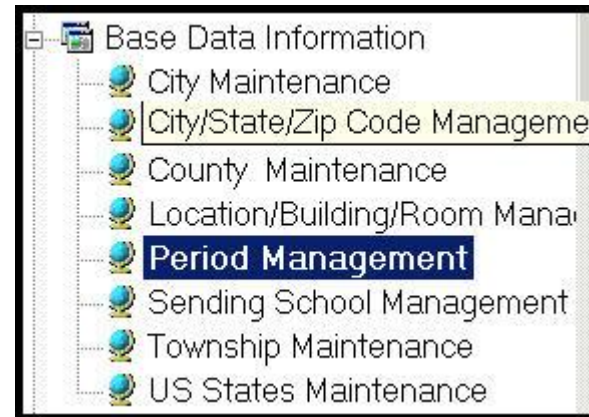 Base Data Information
City Maintenance
City/State/Zip Code Manageme
County Maintenance
Location/Building/Room Mana
Period Management
Sending School Management
Township Maintenance
US States Maintenance